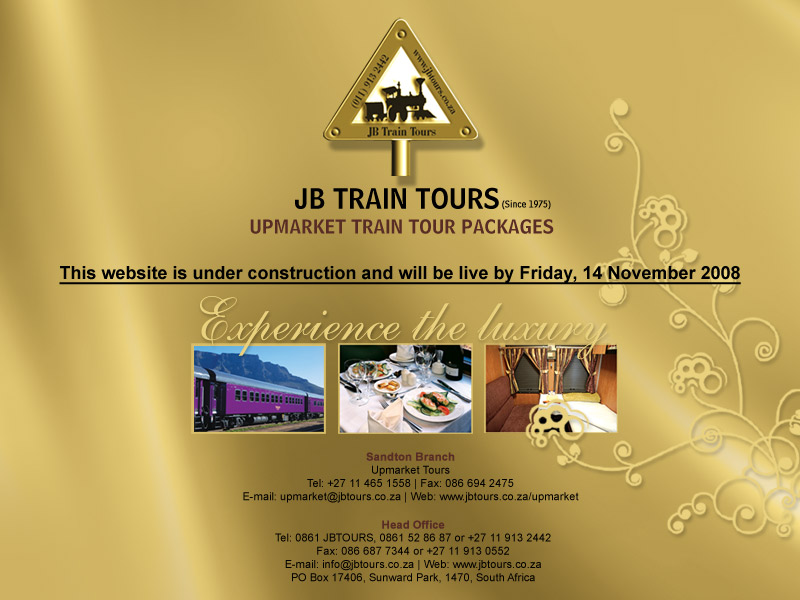 (011) 913 2442
www.jbtours.co.za
JB Train Tours
JB TRAIN TOURS (Since 1975)
UPMARKET TRAIN TOUR PACKAGES
This website is under construction and will be live by Friday, 14 November 2008
Experience the luxury
Sandton Branch
Upmarket Tours
Tel: +27 11 465 1558 | Fax: 086 694 2475
E-mail: upmarket@jbtours.co.za | Web: www.jbtours.co.za/upmarket
Head Office
Tel: 0861 JBTOURS, 0861 52 86 87 or +27 11 913 2442
Fax: 086 687 7344 or +27 11 913 0552
E-mail: info@jbtours.co.za | Web: www.jbtours.co.za
PO Box 17406, Sunward Park, 1470, South Africa